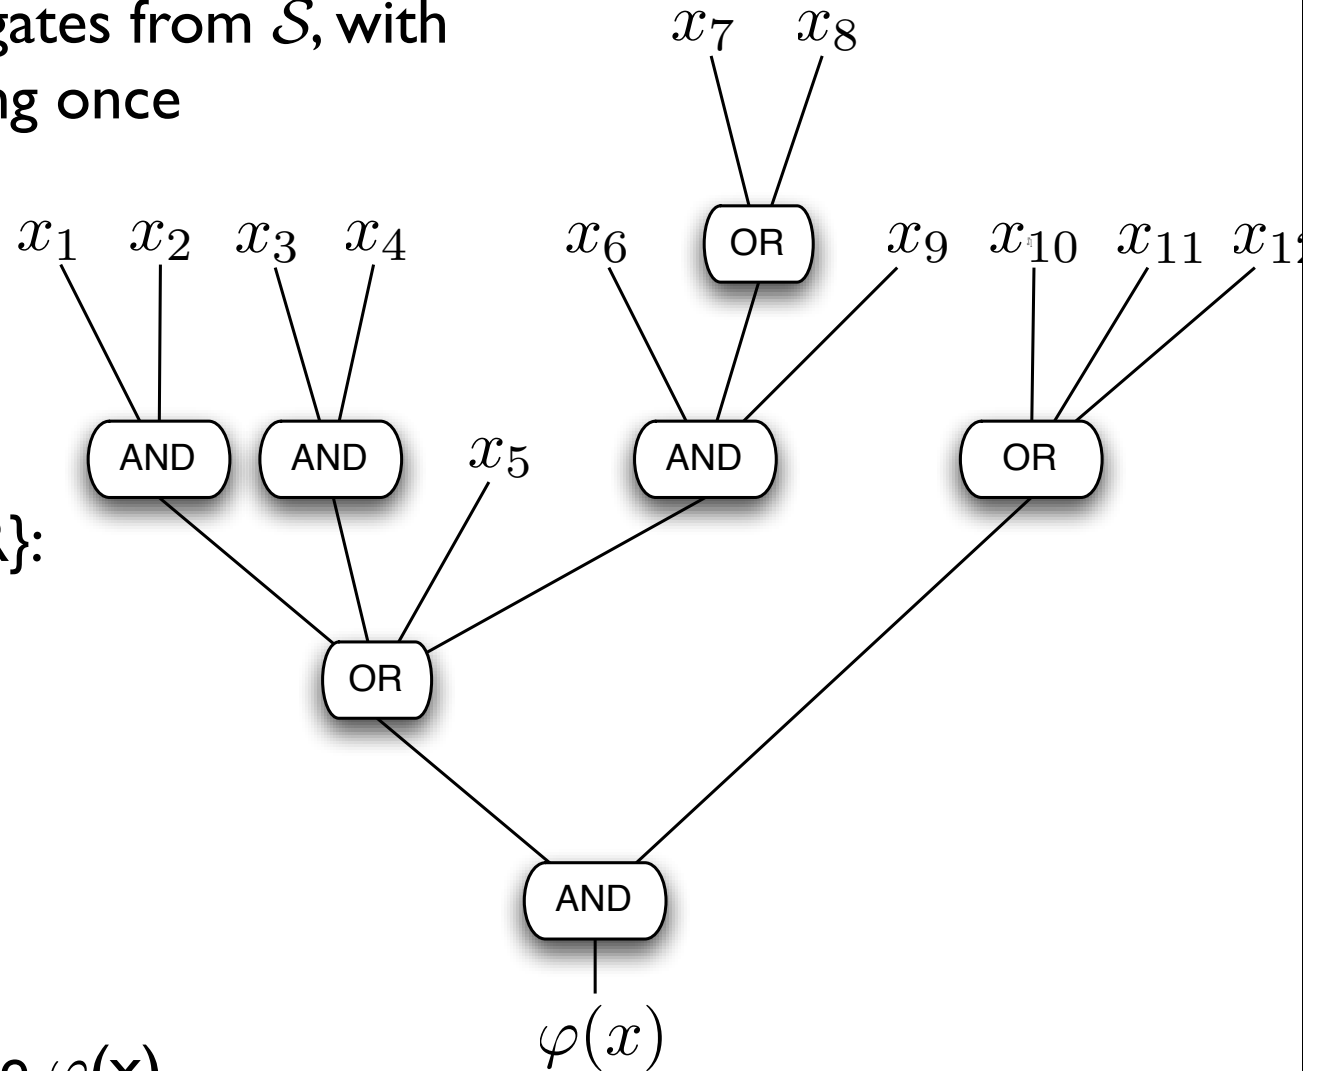 gates from 𝒮, with
ng once
x₇ x₈
x₁ x₂ x₃ x₄ x₆ OR x₉ x₁₀ x₁₁ x₁
AND AND x₅ AND OR
}:
OR
AND
φ(x)
φ(x)